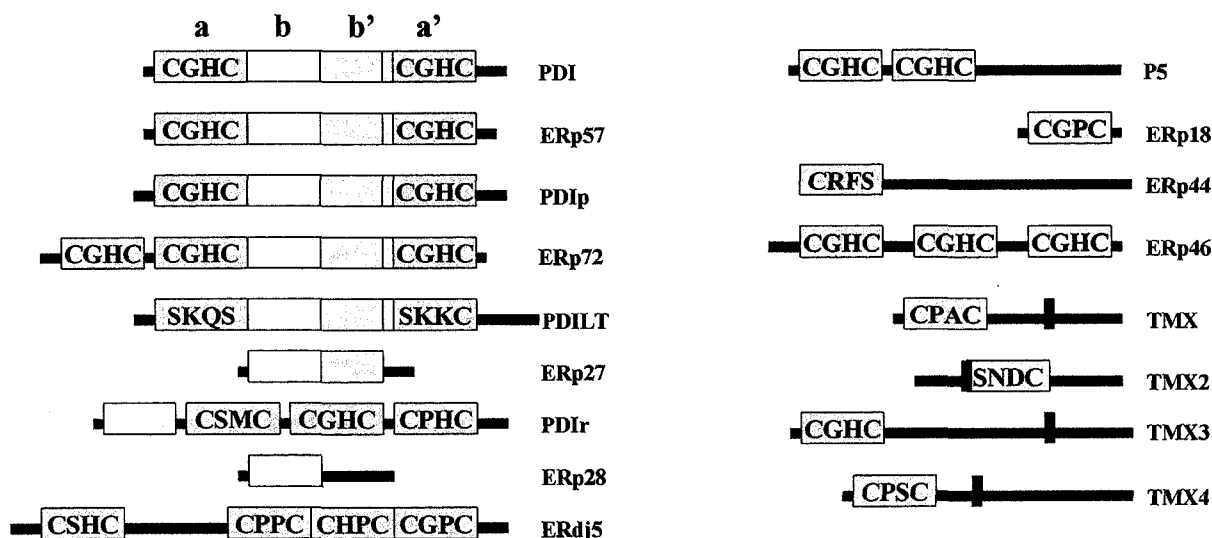 a b b’ a’
CGHC CGHC PDI
CGHC CGHC ERp57
CGHC CGHC PDIp
CGHC CGHC CGHC ERp72
SKQS SKKC PDILT
ERp27
CSMC CGHC CPHC PDIr
ERp28
CSHC CPPC CHPC CGPC ERdj5
CGHC CGHC P5
CGPC ERp18
CRFS ERp44
CGHC CGHC CGHC ERp46
CPAC TMX
SNDC TMX2
CGHC TMX3
CPSC TMX4